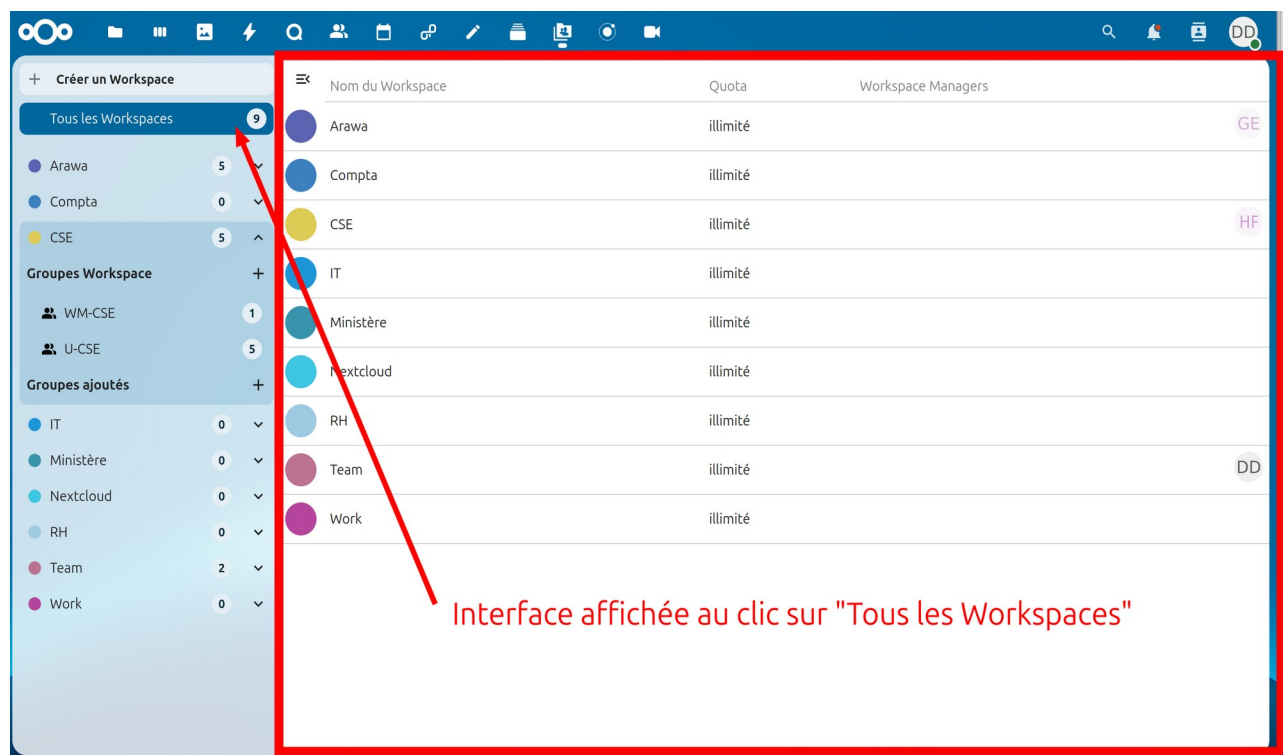 DD
Créer un Workspace
Tous les Workspaces 9
Arawa 5
Compta 0
CSE 5
Groupes Workspace
WM-CSE 1
U-CSE 5
Groupes ajoutés
IT 0
Ministère 0
Nextcloud 0
RH 0
Team 2
Work 0
Nom du Workspace Quota Workspace Managers
Arawa illimité GE
Compta illimité
CSE illimité HF
IT illimité
Ministère illimité
Nextcloud illimité
RH illimité
Team illimité DD
Work illimité
Interface affichée au clic sur "Tous les Workspaces"